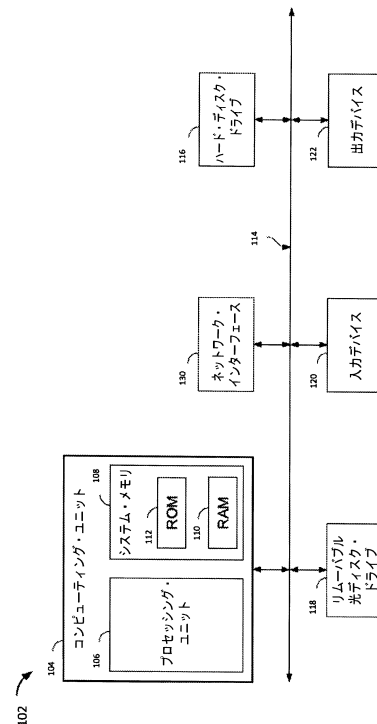 102
104
コンピューティング・ユニット
106
プロセッシング・
ユニット
108
システム・メモリ
112
ROM
110
RAM
130
ネットワーク・
インターフェース
116
ハード・ディスク・
ドライブ
114
118
リムーバブル
光ディスク・
ドライブ
120
入力デバイス
122
出力デバイス